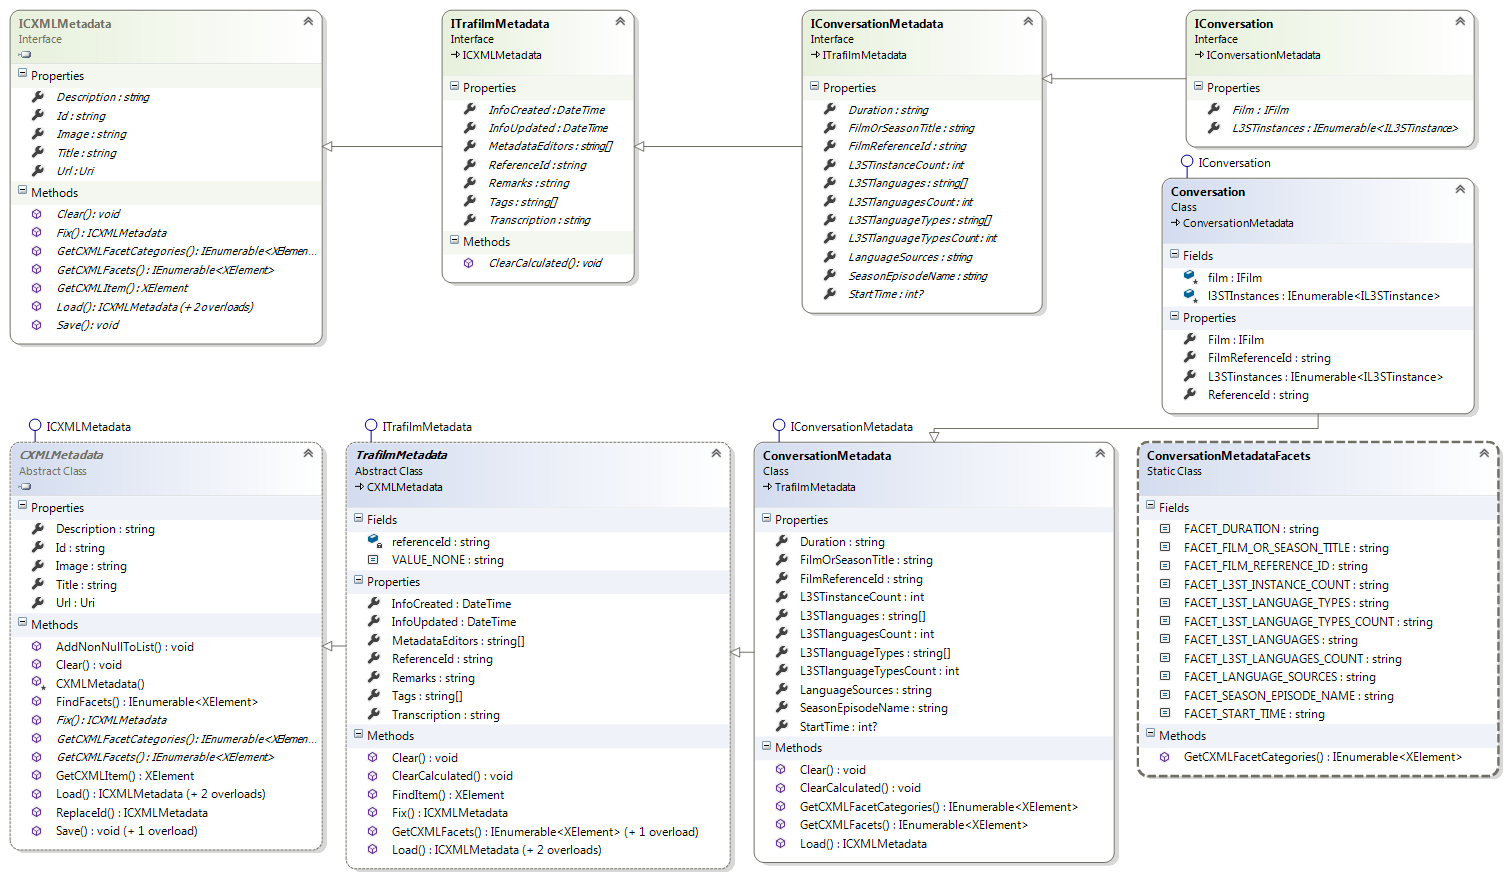 ICXMLMetadata
Interface
Properties
Description : string
Id : string
Image : string
Title : string
Url : Uri
Methods
Clear() : void
Fix() : ICXMLMetadata
GetCXMLFacetCategories() : IEnumerable<XElemen...
GetCXMLFacets() : IEnumerable<XElement>
GetCXMLItem() : XElement
Load() : ICXMLMetadata (+ 2 overloads)
Save() : void
ITrafilmMetadata
Interface
ICXMLMetadata
Properties
InfoCreated : DateTime
InfoUpdated : DateTime
MetadataEditors : string[]
ReferenceId : string
Remarks : string
Tags : string[]
Transcription : string
Methods
ClearCalculated() : void
IConversationMetadata
Interface
ITrafilmMetadata
Properties
Duration : string
FilmOrSeasonTitle : string
FilmReferenceId : string
L3STinstanceCount : int
L3STlanguages : string[]
L3STlanguagesCount : int
L3STlanguageTypes : string[]
L3STlanguageTypesCount : int
LanguageSources : string
SeasonEpisodeName : string
StartTime : int?
IConversation
Interface
IConversationMetadata
Properties
Film : IFilm
L3STinstances : IEnumerable<IL3STinstance>
IConversation
Conversation
Class
ConversationMetadata
Fields
film : IFilm
l3STInstances : IEnumerable<IL3STinstance>
Properties
Film : IFilm
FilmReferenceId : string
L3STinstances : IEnumerable<IL3STinstance>
ReferenceId : string
ICXMLMetadata
CXMLMetadata
Abstract Class
Properties
Description : string
Id : string
Image : string
Title : string
Url : Uri
Methods
AddNonNullToList() : void
Clear() : void
CXMLMetadata()
FindFacets() : IEnumerable<XElement>
Fix() : ICXMLMetadata
GetCXMLFacetCategories() : IEnumerable<XElemen...
GetCXMLFacets() : IEnumerable<XElement>
GetCXMLItem() : XElement
Load() : ICXMLMetadata (+ 2 overloads)
ReplaceId() : ICXMLMetadata
Save() : void (+ 1 overload)
ITrafilmMetadata
TrafilmMetadata
Abstract Class
CXMLMetadata
Fields
referenceId : string
VALUE_NONE : string
Properties
InfoCreated : DateTime
InfoUpdated : DateTime
MetadataEditors : string[]
ReferenceId : string
Remarks : string
Tags : string[]
Transcription : string
Methods
Clear() : void
ClearCalculated() : void
FindItem() : XElement
Fix() : ICXMLMetadata
GetCXMLFacets() : IEnumerable<XElement> (+ 1 overload)
Load() : ICXMLMetadata (+ 2 overloads)
IConversationMetadata
ConversationMetadata
Class
TrafilmMetadata
Properties
Duration : string
FilmOrSeasonTitle : string
FilmReferenceId : string
L3STinstanceCount : int
L3STlanguages : string[]
L3STlanguagesCount : int
L3STlanguageTypes : string[]
L3STlanguageTypesCount : int
LanguageSources : string
SeasonEpisodeName : string
StartTime : int?
Methods
Clear() : void
ClearCalculated() : void
GetCXMLFacetCategories() : IEnumerable<XElement>
GetCXMLFacets() : IEnumerable<XElement>
Load() : ICXMLMetadata
ConversationMetadataFacets
Static Class
Fields
FACET_DURATION : string
FACET_FILM_OR_SEASON_TITLE : string
FACET_FILM_REFERENCE_ID : string
FACET_L3ST_INSTANCE_COUNT : string
FACET_L3ST_LANGUAGE_TYPES : string
FACET_L3ST_LANGUAGE_TYPES_COUNT : string
FACET_L3ST_LANGUAGES : string
FACET_L3ST_LANGUAGES_COUNT : string
FACET_LANGUAGE_SOURCES : string
FACET_SEASON_EPISODE_NAME : string
FACET_START_TIME : string
Methods
GetCXMLFacetCategories() : IEnumerable<XElement>